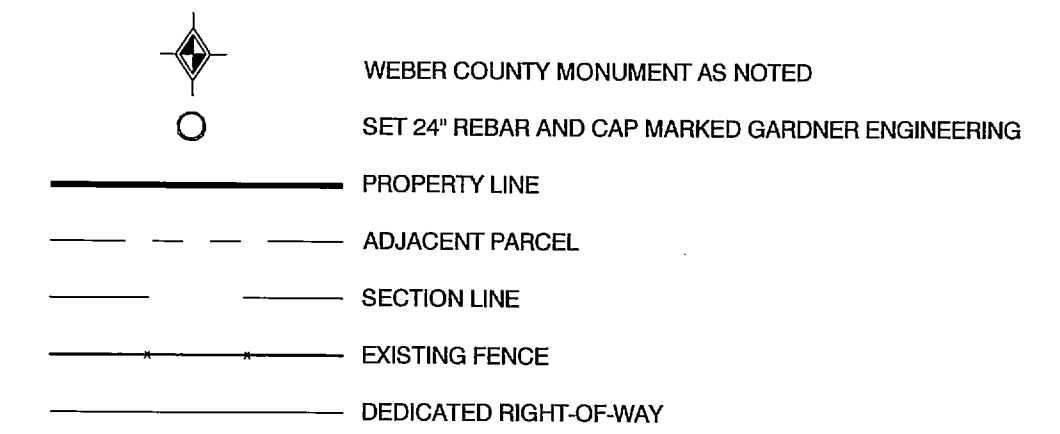 WEBER COUNTY MONUMENT AS NOTED
SET 24" REBAR AND CAP MARKED GARDNER ENGINEERING
PROPERTY LINE
ADJACENT PARCEL
SECTION LINE
EXISTING FENCE
DEDICATED RIGHT-OF-WAY